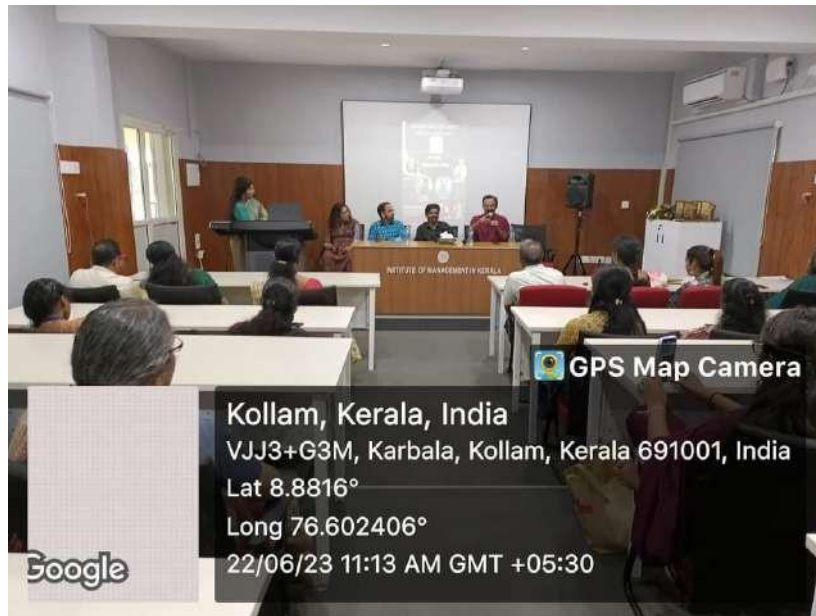 INSTITUTE OF MANAGEMENT IN KERALA
GPS Map Camera
Kollam, Kerala, India
VJJ3+G3M, Karbala, Kollam, Kerala 691001, India
Lat 8.8816°
Long 76.602406°
22/06/23 11:13 AM GMT +05:30
Google